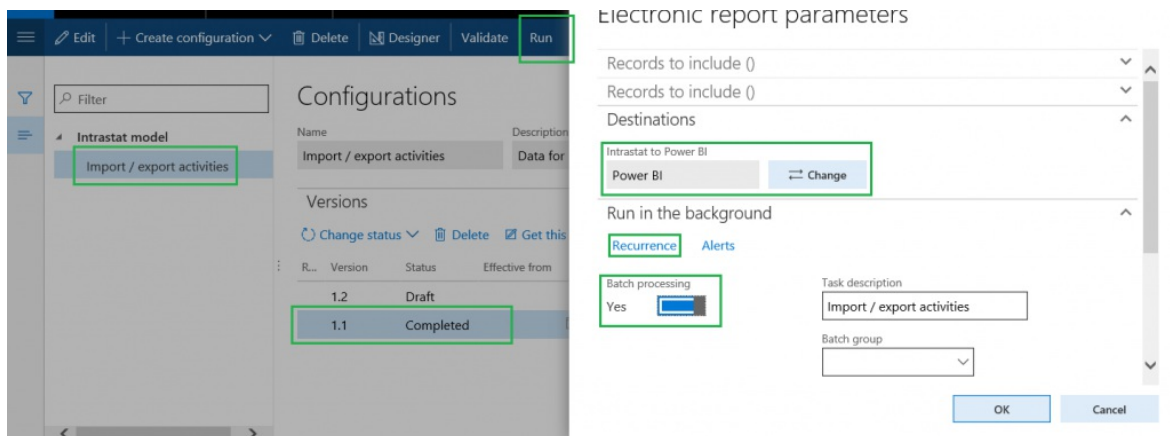 Edit
Create configuration
Delete
Designer
Validate
Run
Filter
Intrastat model
Import / export activities
Configurations
Name
Description
Import / export activities
Data for
Versions
Change status
Delete
Get this
R... Version Status Effective from
1.2 Draft
1.1 Completed
Electronic report parameters
Records to include ()
Records to include ()
Destinations
Intrastat to Power BI
Power BI
Change
Run in the background
Recurrence Alerts
Batch processing
Yes
Task description
Import / export activities
Batch group
OK
Cancel